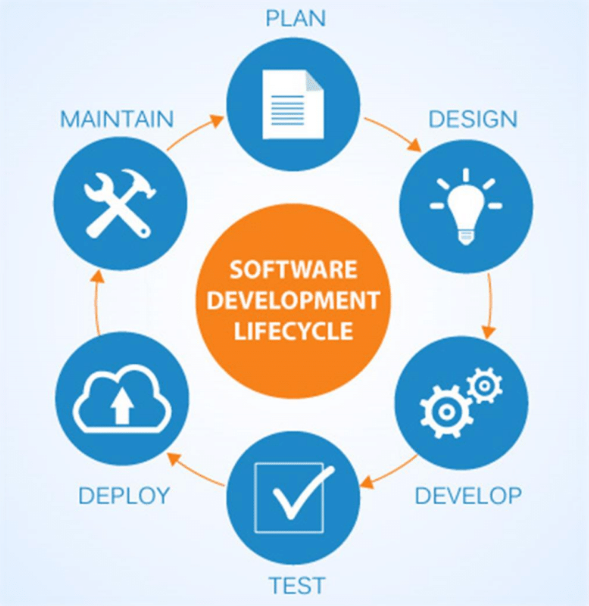 PLAN
MAINTAIN
DESIGN
SOFTWARE
DEVELOPMENT
LIFECYCLE
DEPLOY
DEVELOP
TEST